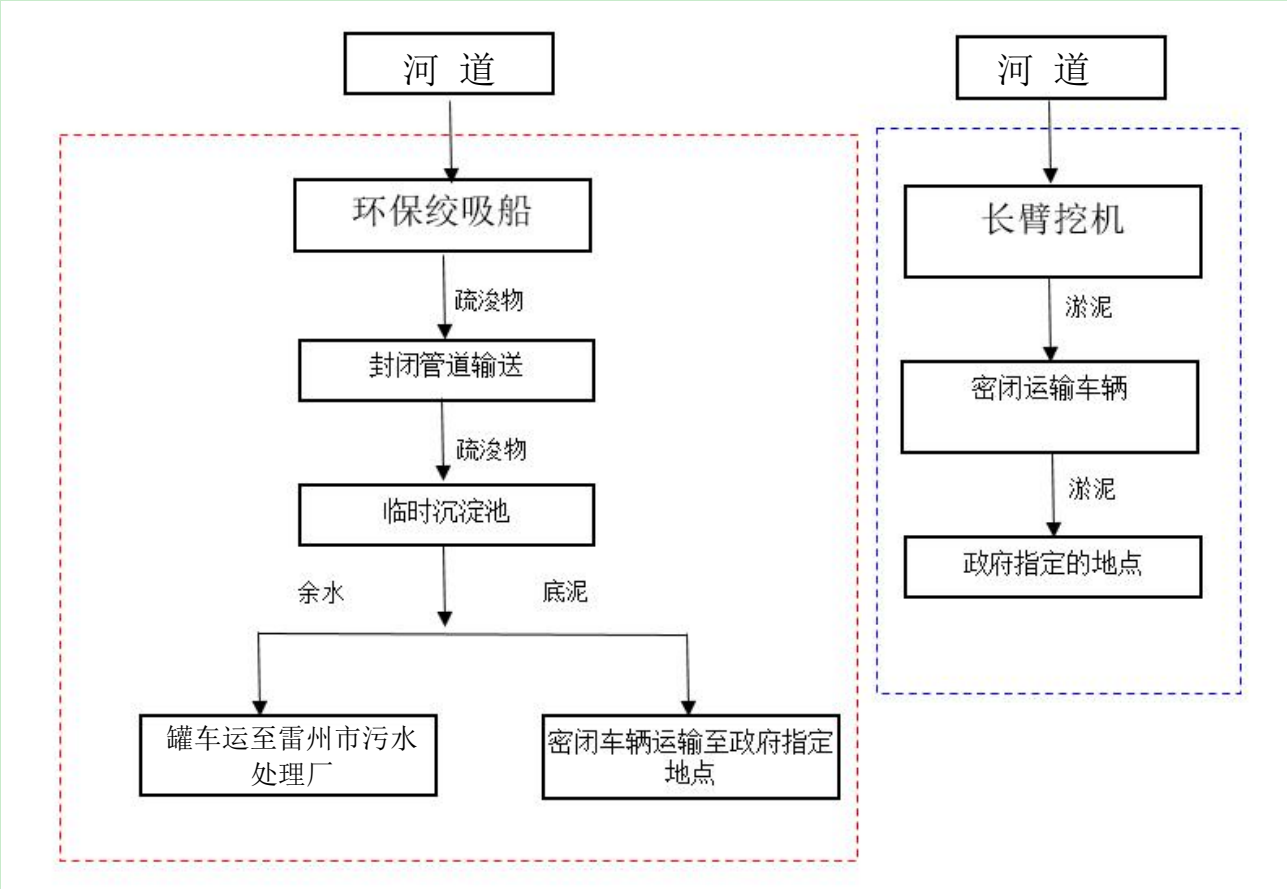 河 道
环保绞吸船
疏浚物
封闭管道输送
疏浚物
临时沉淀池
余水
底泥
罐车运至雷州市污水
处理厂
密闭车辆运输至政府指定
地点
河 道
长臂挖机
淤泥
密闭运输车辆
淤泥
政府指定的地点